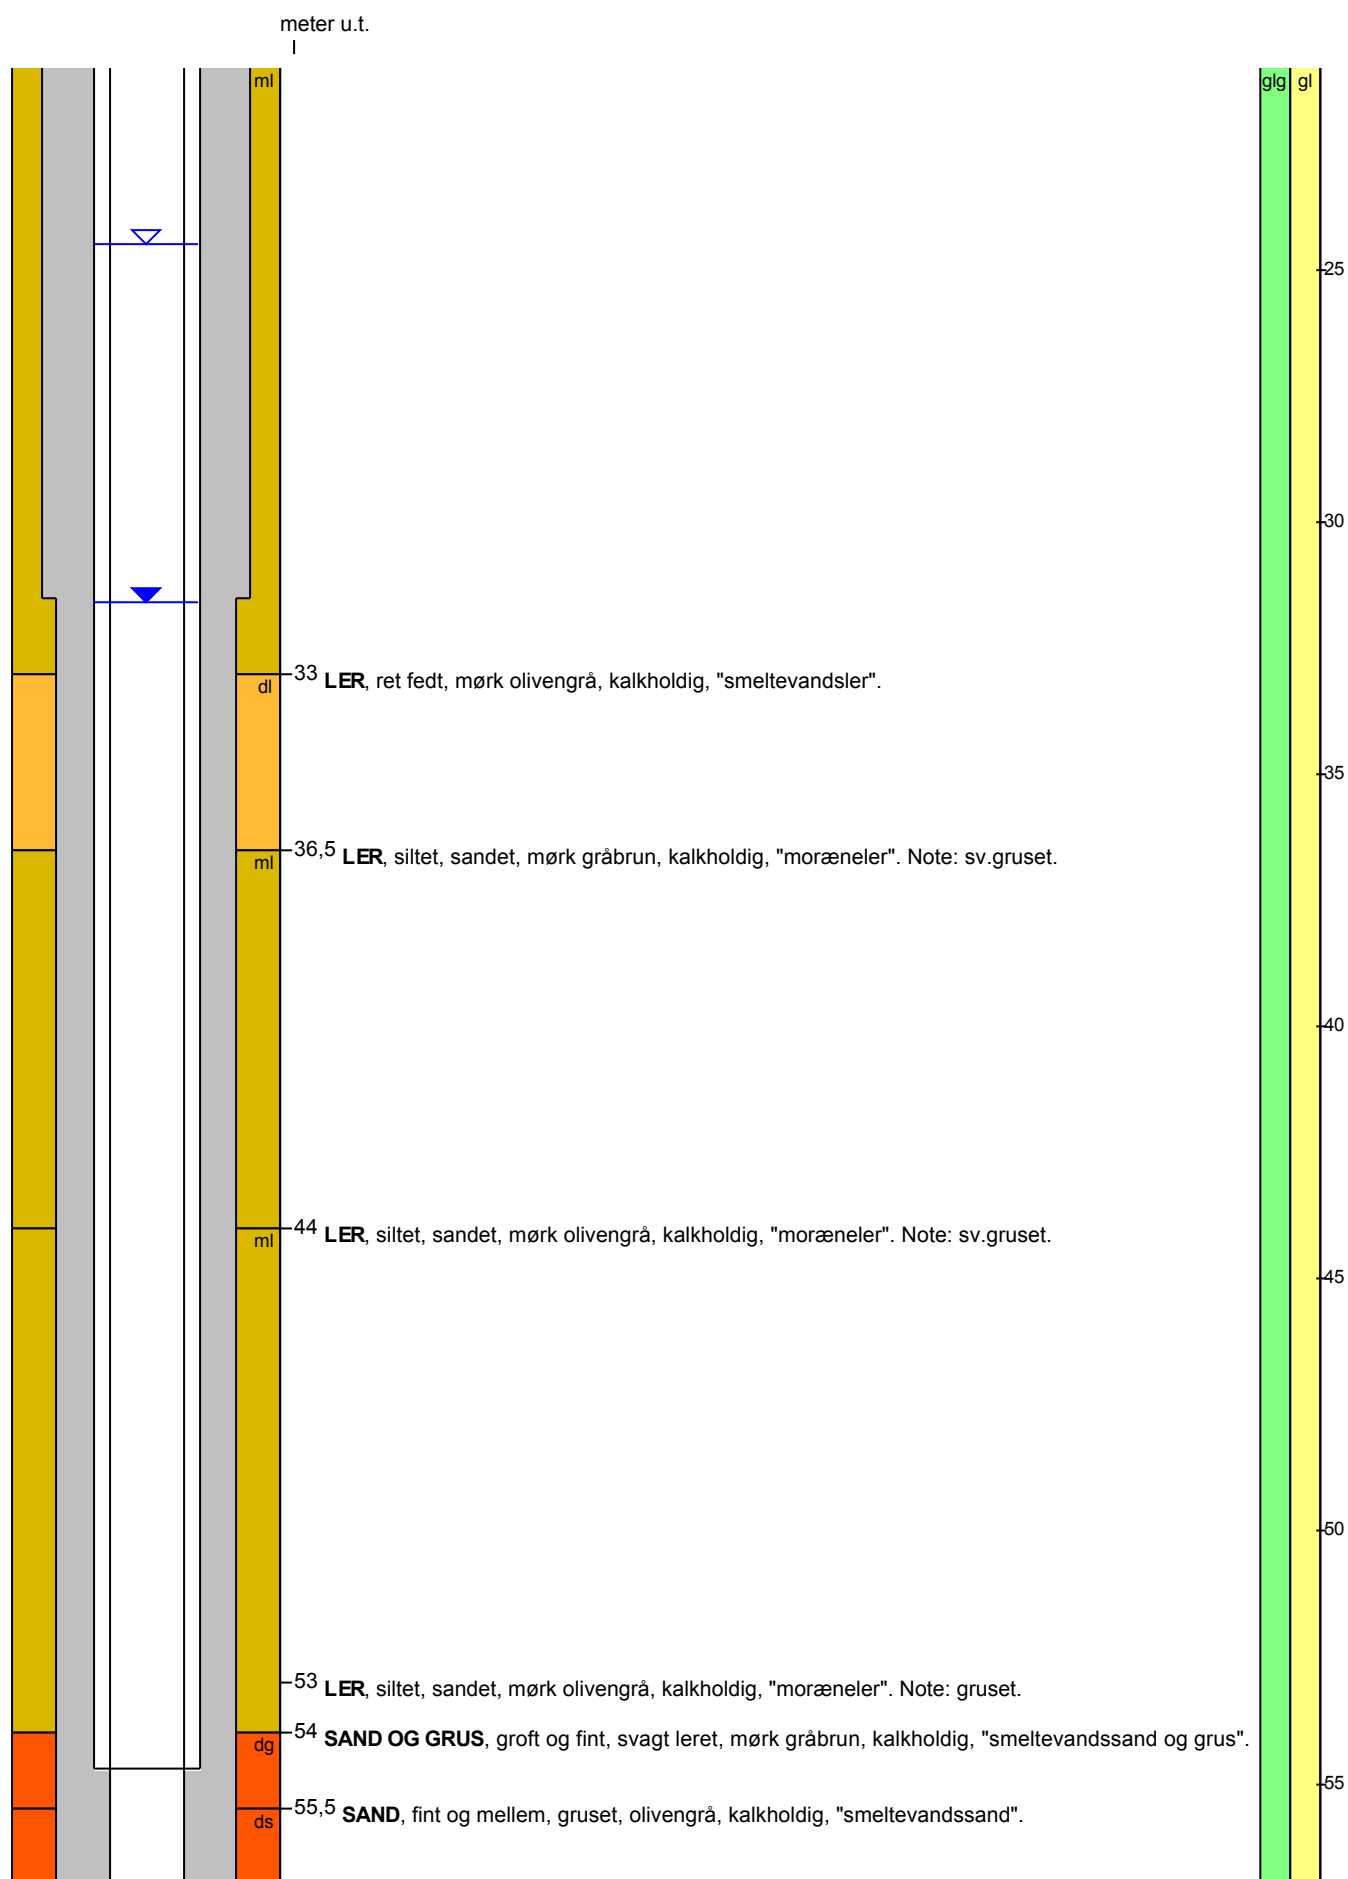 meter u.t.
ml glg gl
25
30
33 LER, ret fedt, mørk olivengrå, kalkholdig, "smeltevandsler".
dl
35
36,5 LER, siltet, sandet, mørk gråbrun, kalkholdig, "moræneler". Note: sv.gruset.
ml
40
44 LER, siltet, sandet, mørk olivengrå, kalkholdig, "moræneler". Note: sv.gruset.
ml
45
50
53 LER, siltet, sandet, mørk olivengrå, kalkholdig, "moræneler". Note: gruset.
54 SAND OG GRUS, groft og fint, svagt leret, mørk gråbrun, kalkholdig, "smeltevandssand og grus".
dg
55
55,5 SAND, fint og mellem, gruset, olivengrå, kalkholdig, "smeltevandssand".
ds